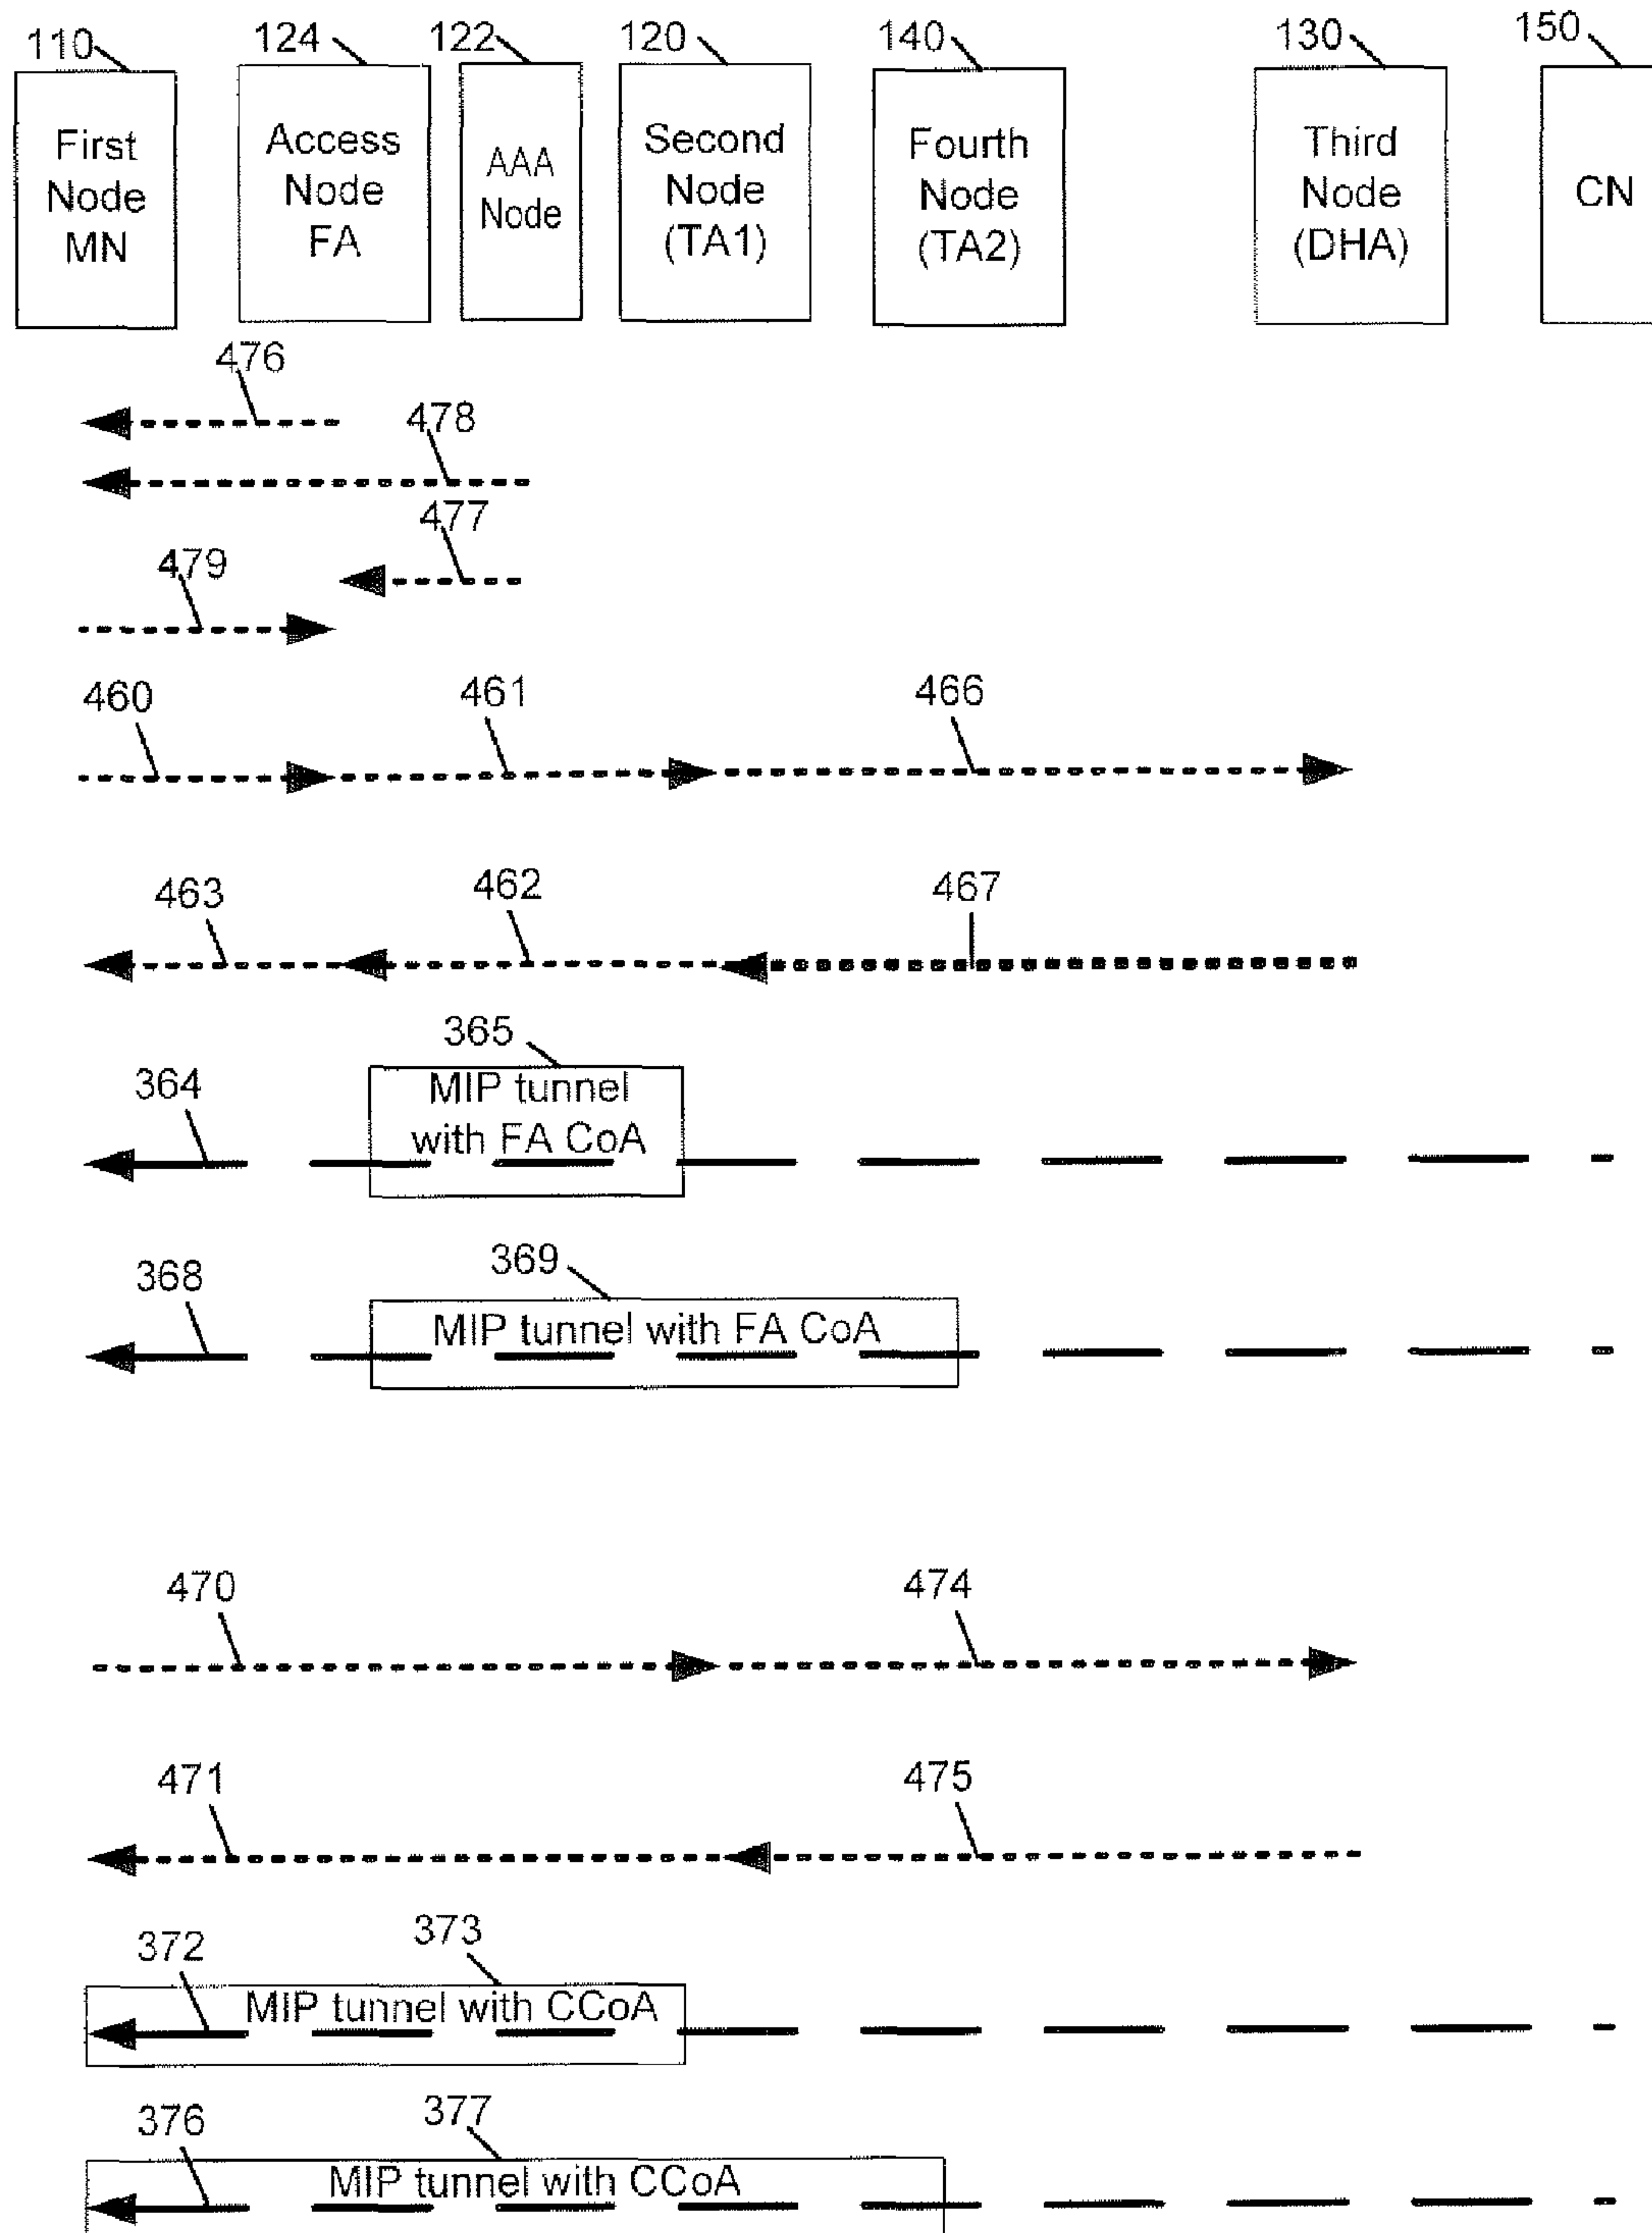 110
124
122
120
140
130
150
First
Node
MN
Access
Node
FA
AAA
Node
Second
Node
(TA1)
Fourth
Node
(TA2)
Third
Node
(DHA)
CN
476
478
477
479
460
461
466
463
462
467
365
MIP tunnel
with FA CoA
364
369
MIP tunnel with FA CoA
368
470
474
471
475
373
372
MIP tunnel with CCoA
377
376
MIP tunnel with CCoA